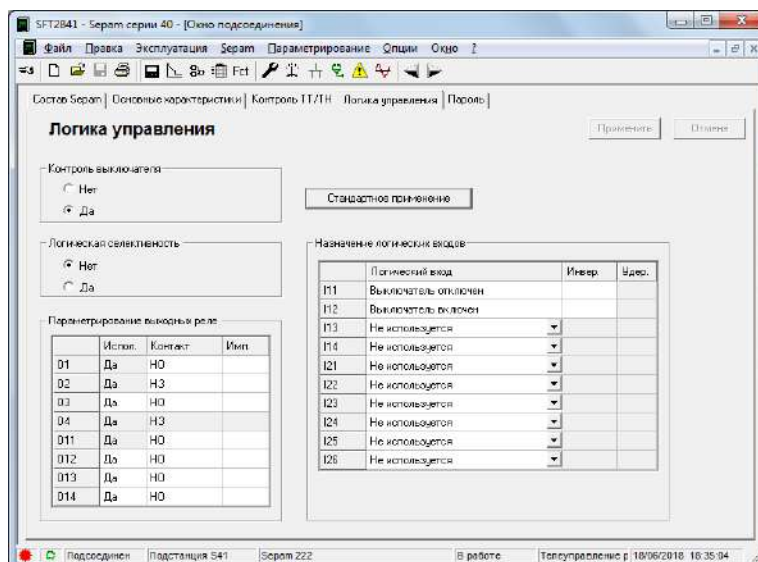 SFT2841 - Sepam серии 40 - [Окно подсоединения]
Файл Правка Эксплуатация Sepam Параметрирование Опции Окно ?
Fct
Состав Sepam Основные характеристики Контроль ТТ/ТН Логика управления Пароль
Логика управления
Применить Отмена
Контроль выключателя
Нет
Да
Стандартное применение
Логическая селективность
Нет
Да
Параметрирование выходных реле
Испол. Контакт Имп.
O1 Да НО
O2 Да НЗ
O3 Да НО
O4 Да НЗ
O11 Да НО
O12 Да НО
O13 Да НО
O14 Да НО
Назначение логических входов
Логический вход Инвер. Удер.
I11 Выключатель отключен
I12 Выключатель включен
I13 Не используется
I14 Не используется
I21 Не используется
I22 Не используется
I23 Не используется
I24 Не используется
I25 Не используется
I26 Не используется
Подсоединен Подстанция S41 Sepam 222 В работе Телеуправление р 18/06/2018 18:35:04